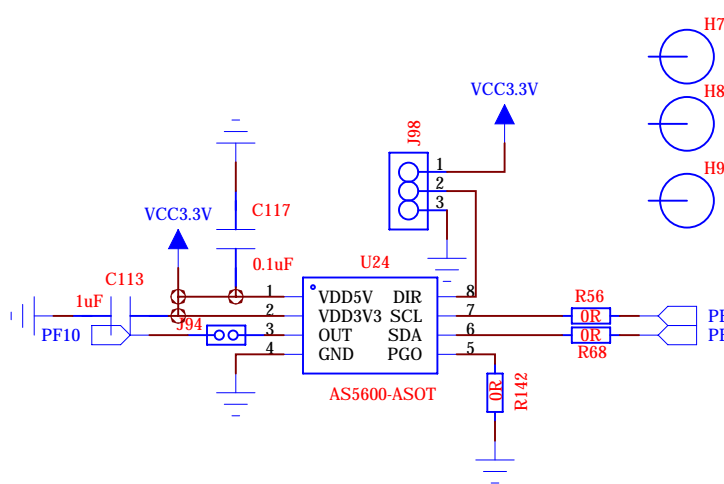 H7
H8
VCC3.3V
J98
1
2
3
H9
VCC3.3V
C117
U24
0.1uF
C113
1uF
1 VDD5V DIR 8
2 VDD3V3 SCL 7
3 OUT SDA 6
4 GND PGO 5
J94
PF10
R56
0R
0R
R68
PF
PF
AS5600-ASOT
0R
R142